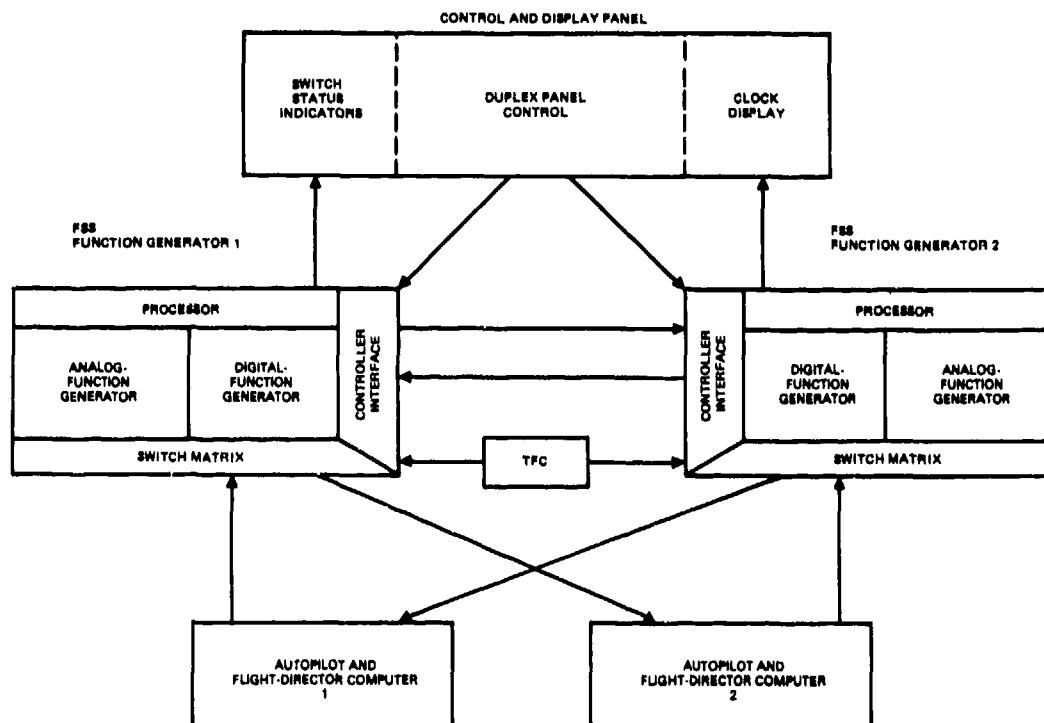 CONTROL AND DISPLAY PANEL
SWITCH
STATUS
INDICATORS
DUPLEX PANEL
CONTROL
CLOCK
DISPLAY
FSS
FUNCTION GENERATOR 1
FSS
FUNCTION GENERATOR 2
PROCESSOR
ANALOG-
FUNCTION
GENERATOR
DIGITAL-
FUNCTION
GENERATOR
CONTROLLER
INTERFACE
SWITCH MATRIX
TFC
CONTROLLER
INTERFACE
PROCESSOR
DIGITAL-
FUNCTION
GENERATOR
ANALOG-
FUNCTION
GENERATOR
SWITCH MATRIX
AUTOPILOT AND
FLIGHT-DIRECTOR COMPUTER
1
AUTOPILOT AND
FLIGHT-DIRECTOR COMPUTER
2